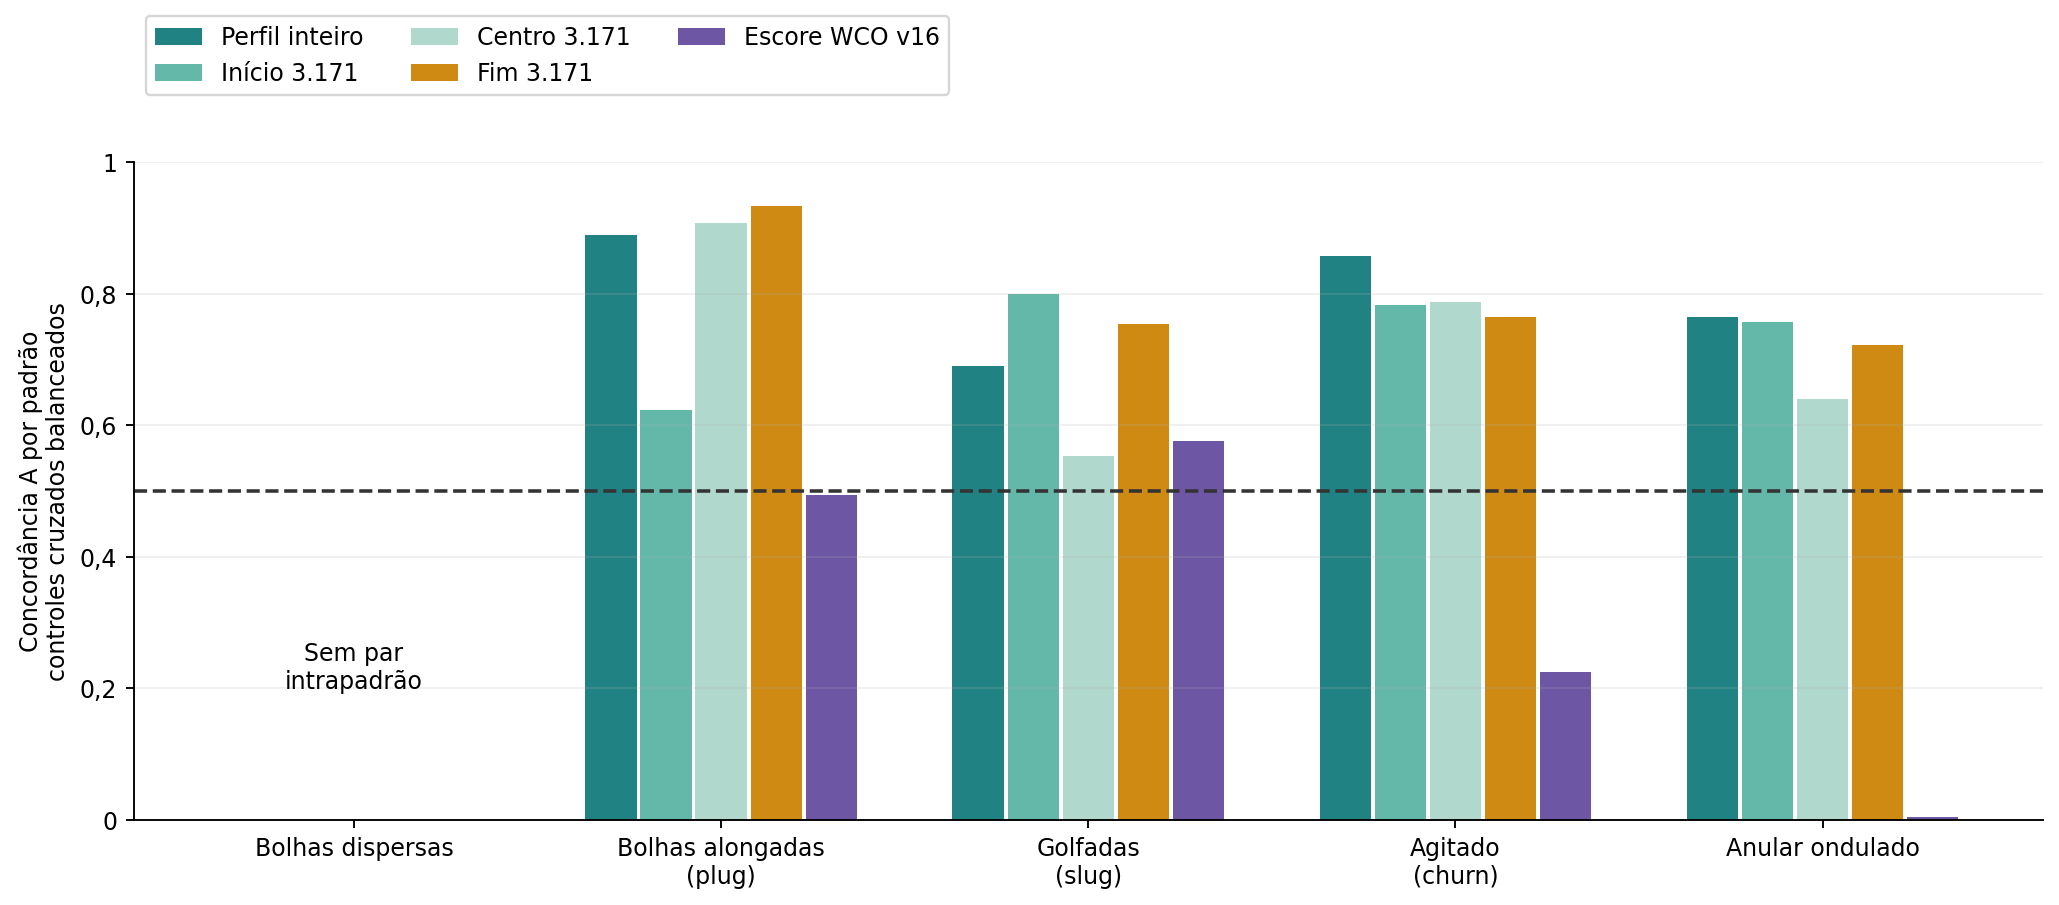 Perfil inteiro
Início 3.171
Centro 3.171
Fim 3.171
Escore WCO v16
Concordância A por padrão
controles cruzados balanceados
1
0,8
0,6
0,4
0,2
0
Sem par
intrapadrão
Bolhas dispersas
Bolhas alongadas
(plug)
Golfadas
(slug)
Agitado
(churn)
Anular ondulado